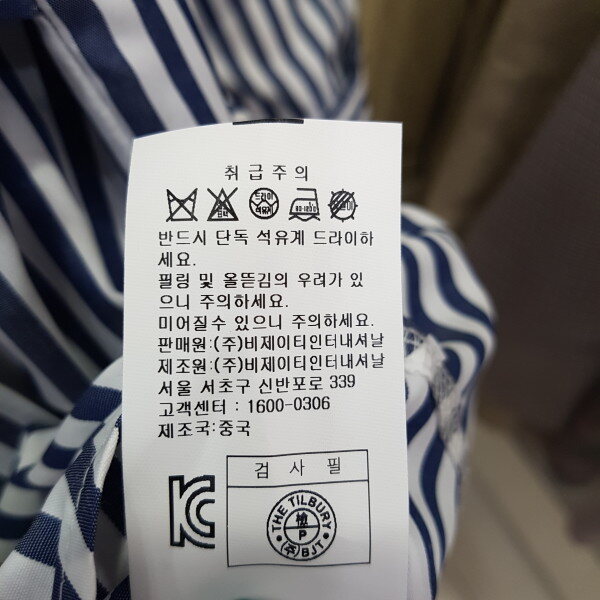 취급주의
드라이
석유계
80-120℃
반드시 단독 석유계 드라이하
세요.
필링 및 올뜯김의 우려가 있
으니 주의하세요.
미어질수 있으니 주의하세요.
판매원:(주)비제이티인터내셔날
제조원:(주)비제이티인터내셔날
서울 서초구 신반포로 339
고객센터 : 1600-0306
제조국:중국
검사필
THE TILBURY
P
(주)BJT